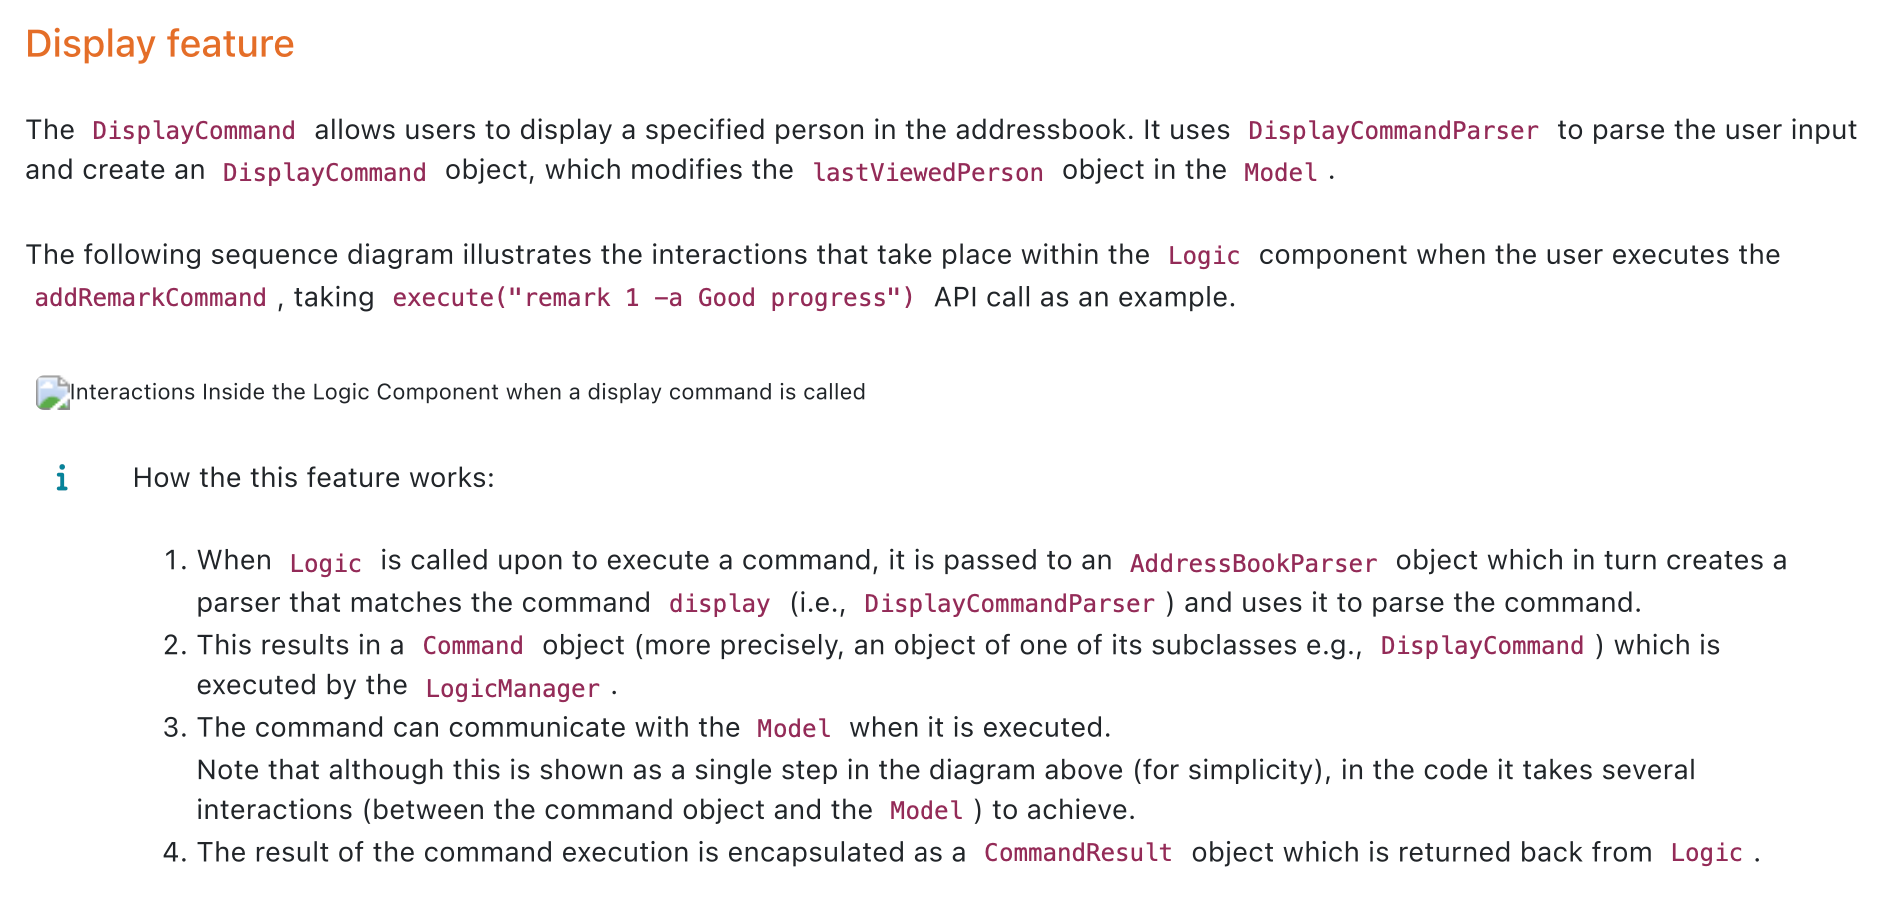 Display feature
The DisplayCommand allows users to display a specified person in the addressbook. It uses DisplayCommandParser to parse the user input
and create an DisplayCommand object, which modifies the lastViewedPerson object in the Model .
The following sequence diagram illustrates the interactions that take place within the Logic component when the user executes the
addRemarkCommand , taking execute("remark 1 -a Good progress") API call as an example.
Interactions Inside the Logic Component when a display command is called
How the this feature works:
1. When Logic is called upon to execute a command, it is passed to an AddressBookParser object which in turn creates a
parser that matches the command display (i.e., DisplayCommandParser ) and uses it to parse the command.
2. This results in a Command object (more precisely, an object of one of its subclasses e.g., DisplayCommand ) which is
executed by the LogicManager .
3. The command can communicate with the Model when it is executed.
Note that although this is shown as a single step in the diagram above (for simplicity), in the code it takes several
interactions (between the command object and the Model ) to achieve.
4. The result of the command execution is encapsulated as a CommandResult object which is returned back from Logic .